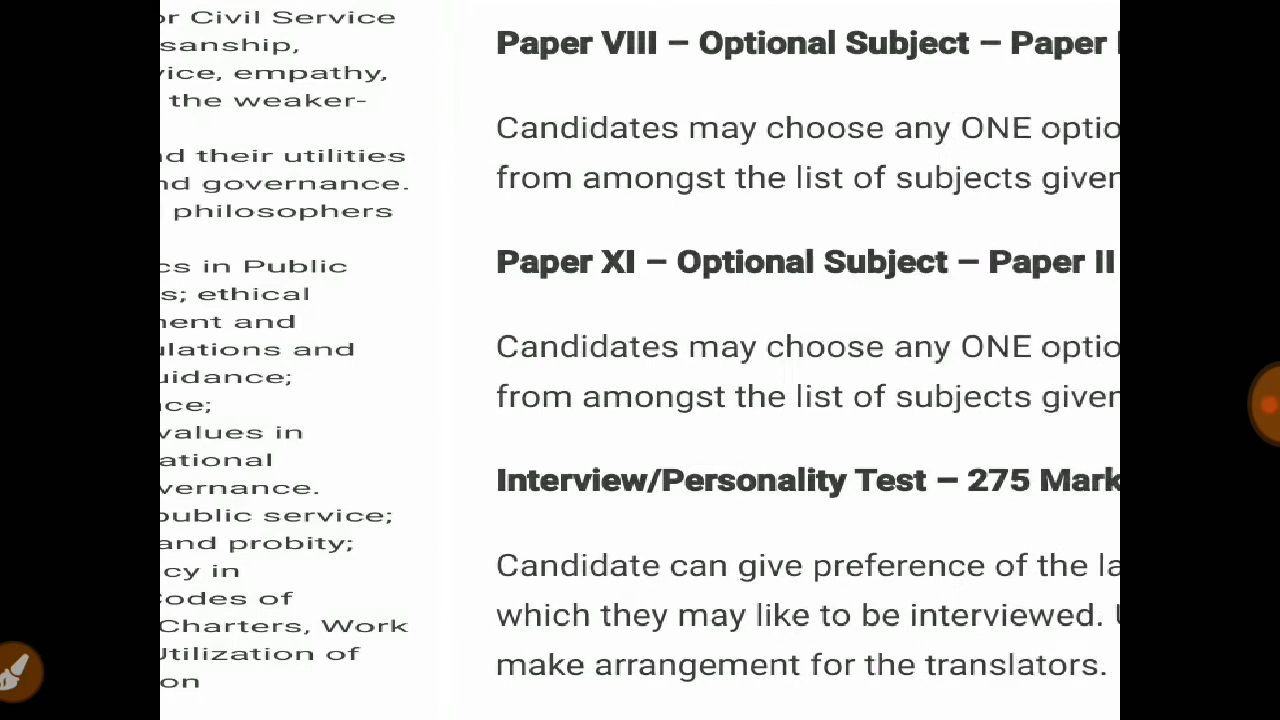 or Civil Service
sanship,
vice, empathy,
the weaker-
nd their utilities
nd governance.
philosophers
cs in Public
s; ethical
ment and
ulations and
uidance;
nce;
values in
ational
vernance.
public service;
and probity;
cy in
Codes of
Charters, Work
Utilization of
on
Paper VIII – Optional Subject – Paper
Candidates may choose any ONE optio
from amongst the list of subjects given
Paper XI – Optional Subject – Paper II
Candidates may choose any ONE optio
from amongst the list of subjects given
Interview/Personality Test – 275 Mark
Candidate can give preference of the la
which they may like to be interviewed.
make arrangement for the translators.